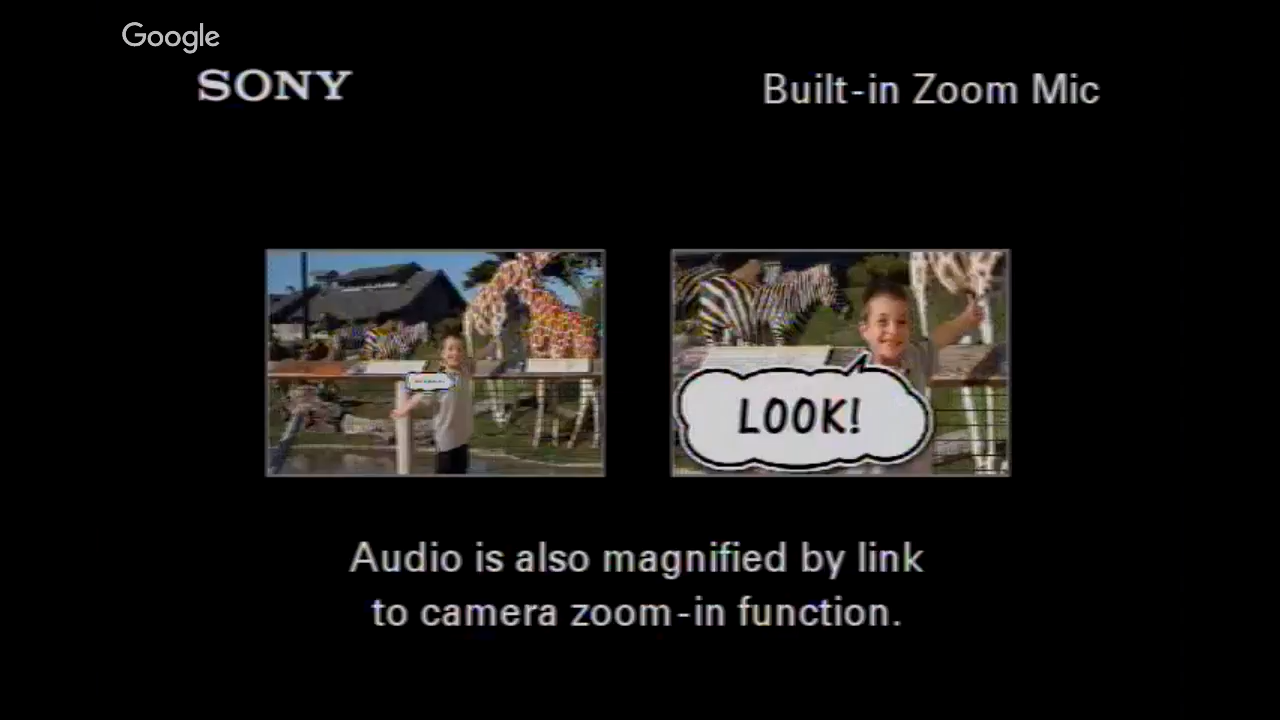 Google
SONY
Built-in Zoom Mic
LOOK!
Audio is also magnified by link
to camera zoom-in function.